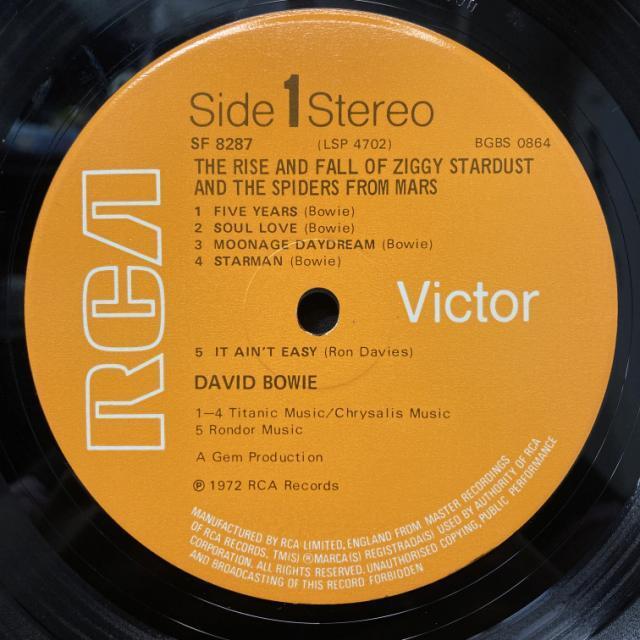 Side 1 Stereo
SF 8287 (LSP 4702) BGBS 0864
THE RISE AND FALL OF ZIGGY STARDUST
AND THE SPIDERS FROM MARS
1 FIVE YEARS (Bowie)
2 SOUL LOVE (Bowie)
3 MOONAGE DAYDREAM (Bowie)
4 STARMAN (Bowie)
RCA
Victor
5 IT AIN'T EASY (Ron Davies)
DAVID BOWIE
1—4 Titanic Music/Chrysalis Music
5 Rondor Music
A Gem Production
℗ 1972 RCA Records
MANUFACTURED BY RCA LIMITED, ENGLAND FROM MASTER RECORDINGS
OF RCA RECORDS. TM(S) ® MARCA(S) REGISTRADA(S) USED BY AUTHORITY OF RCA
CORPORATION. ALL RIGHTS RESERVED. UNAUTHORISED COPYING, PUBLIC PERFORMANCE
AND BROADCASTING OF THIS RECORD FORBIDDEN